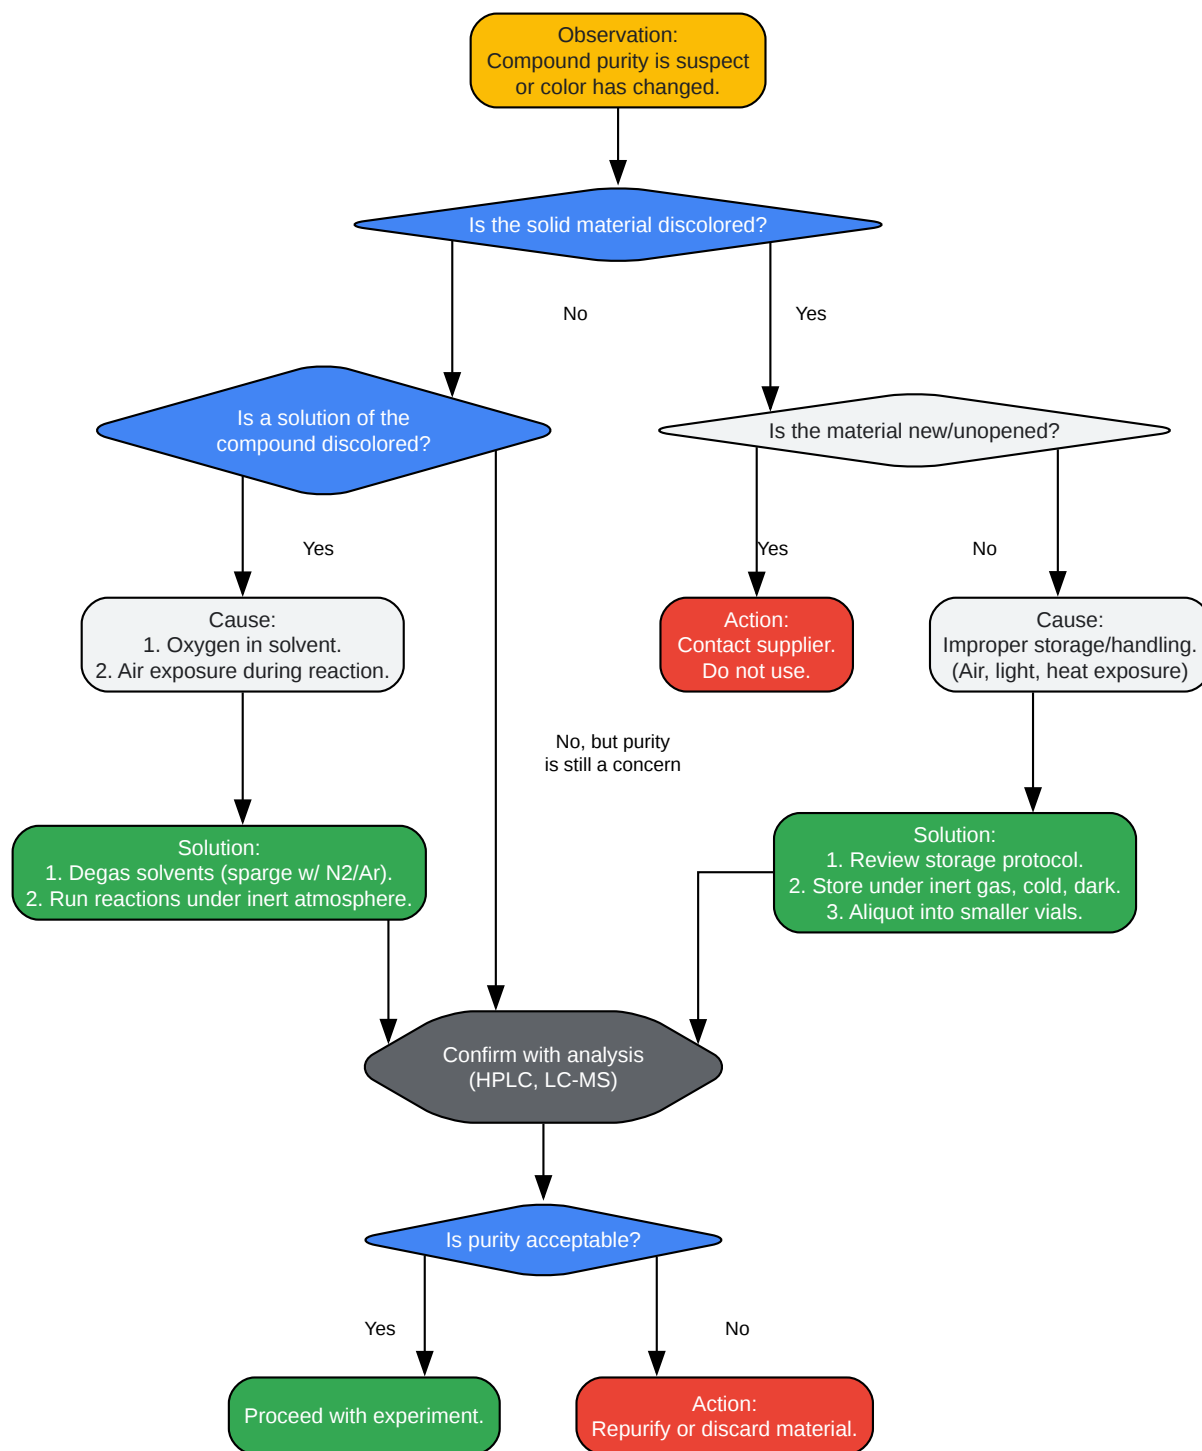 Observation:
Compound purity is suspect
or color has changed.
Is the solid material discolored?
No
Yes
Is a solution of the
compound discolored?
Is the material new/unopened?
Yes
Yes
No
Cause:
1. Oxygen in solvent.
2. Air exposure during reaction.
Action:
Contact supplier.
Do not use.
Cause:
Improper storage/handling.
(Air, light, heat exposure)
No, but purity
is still a concern
Solution:
1. Degas solvents (sparge w/ N2/Ar).
2. Run reactions under inert atmosphere.
Solution:
1. Review storage protocol.
2. Store under inert gas, cold, dark.
3. Aliquot into smaller vials.
Confirm with analysis
(HPLC, LC-MS)
Is purity acceptable?
Yes
No
Proceed with experiment.
Action:
Repurify or discard material.